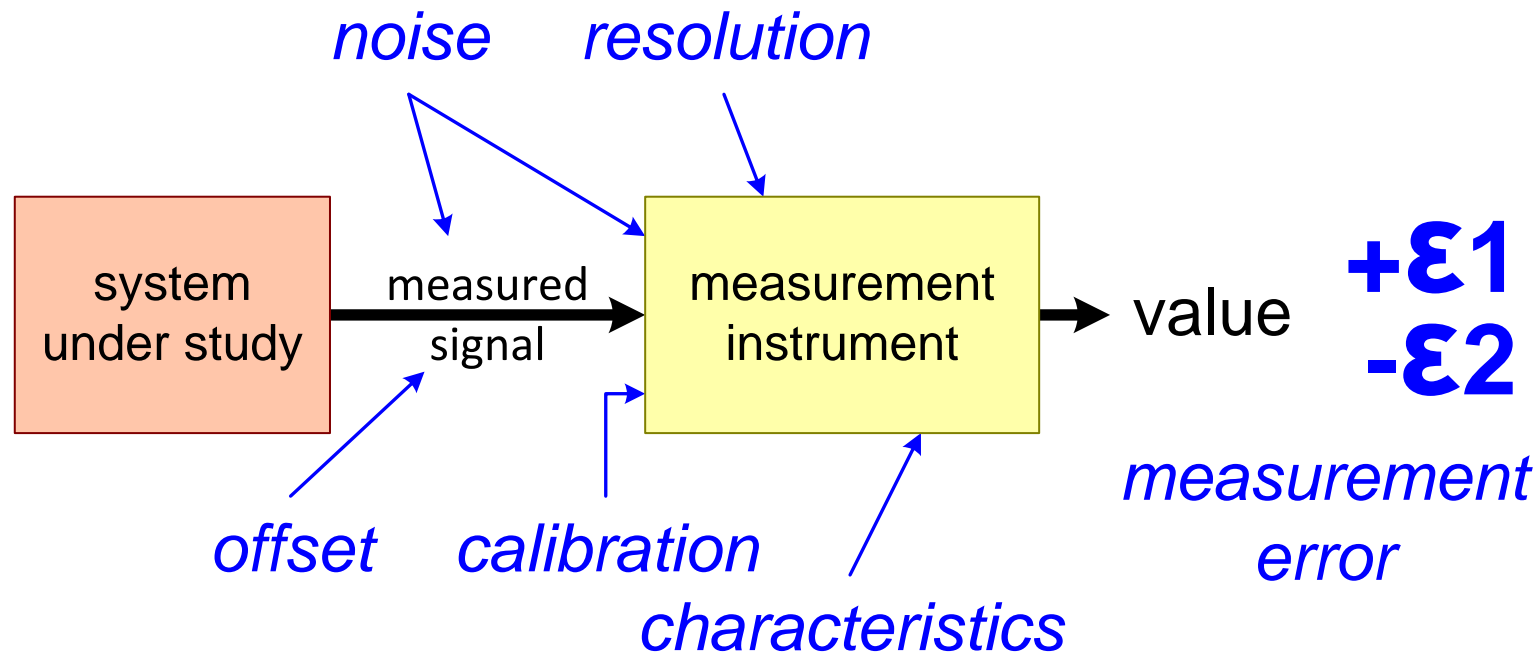 noise
resolution
system
under study
measured
signal
measurement
instrument
value
+ε1
-ε2
measurement
error
offset
calibration
characteristics